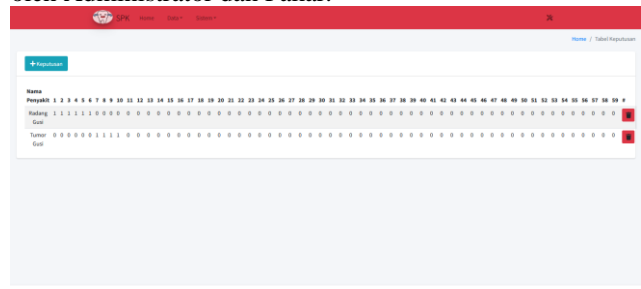 oleh Administrator dan Pakar.
SPK Home Data Sistem
Home / Tabel Keputusan
+Keputusan
Nama
Penyakit 1 2 3 4 5 6 7 8 9 10 11 12 13 14 15 16 17 18 19 20 21 22 23 24 25 26 27 28 29 30 31 32 33 34 35 36 37 38 39 40 41 42 43 44 45 46 47 48 49 50 51 52 53 54 55 56 57 58 59 #
Radang 1 1 1 1 1 1 0 0 0 0 0 0 0 0 0 0 0 0 0 0 0 0 0 0 0 0 0 0 0 0 0 0 0 0 0 0 0 0 0 0 0 0 0 0 0 0 0 0 0 0 0 0 0 0 0 0 0 0 0
Gusi
Tumor 0 0 0 0 0 0 1 1 1 1 0 0 0 0 0 0 0 0 0 0 0 0 0 0 0 0 0 0 0 0 0 0 0 0 0 0 0 0 0 0 0 0 0 0 0 0 0 0 0 0 0 0 0 0 0 0 0 0 0
Gusi